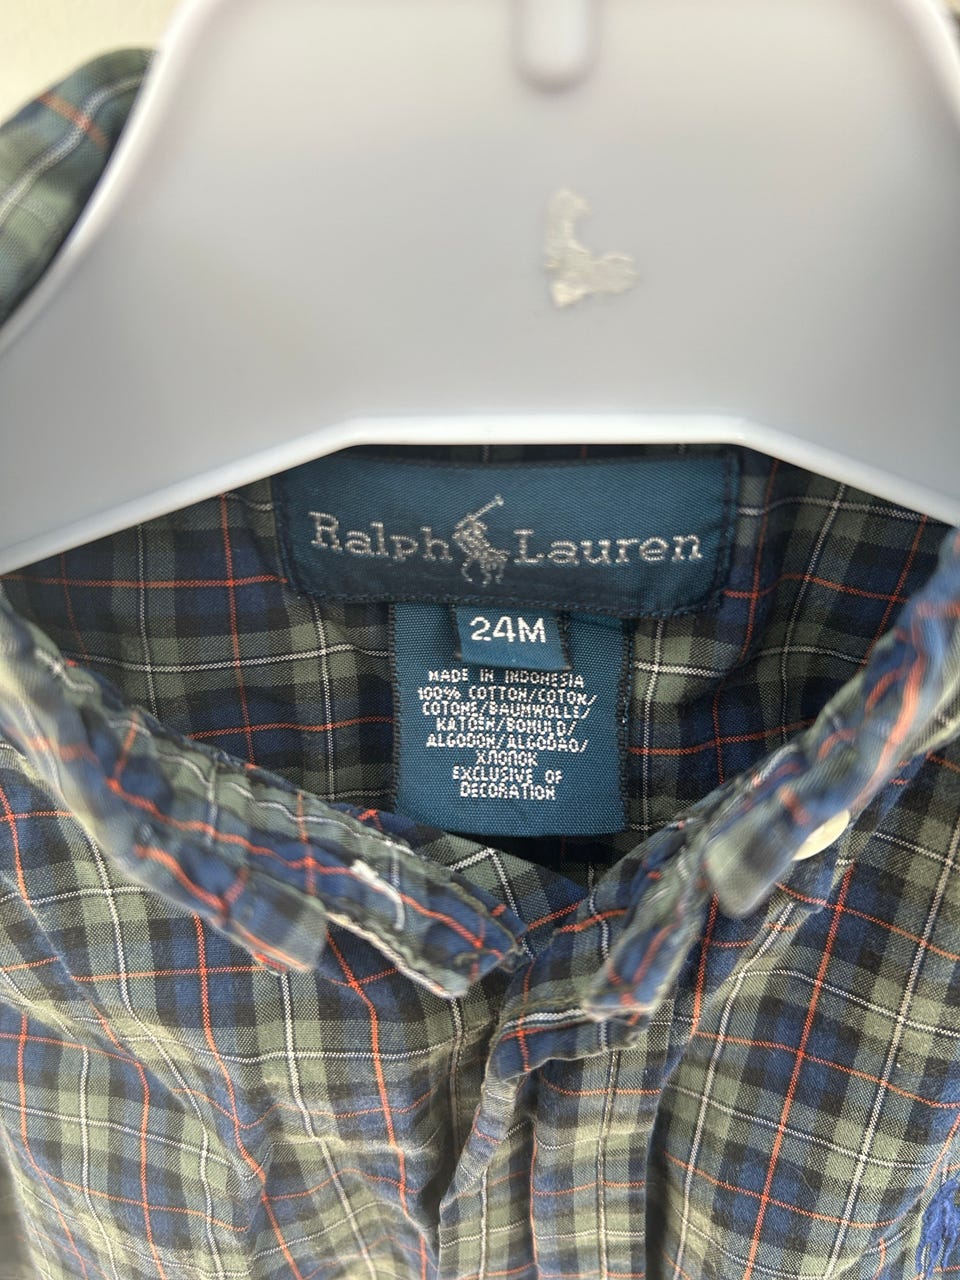 Ralph Lauren
24M
MADE IN INDONESIA
100% COTTON/COTON/
COTONE/BAUMWOLLE/
KATOEN/BOMULD/
ALGODON/ALGODAO/
ХЛОПОК
EXCLUSIVE OF
DECORATION